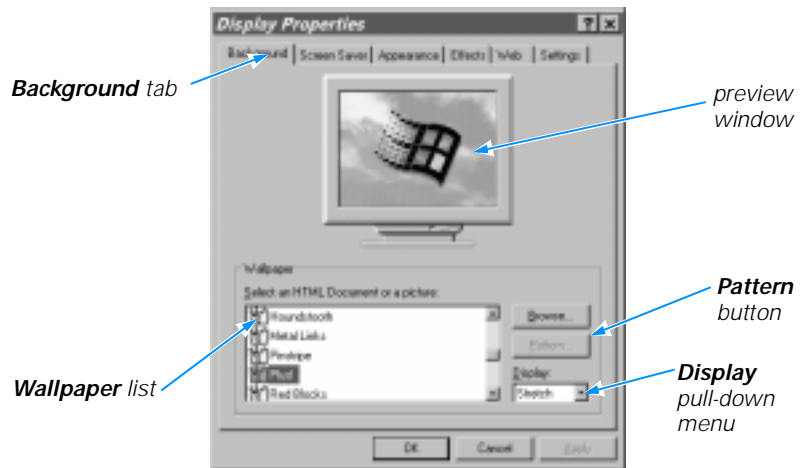 Display Properties
Background Screen Saver Appearance Effects Web Settings
Background tab
preview
window
Wallpaper
Select an HTML Document or a picture:
Houndstooth
Metal Links
Pinstripe
Red Blocks
Browse...
Pattern...
Display:
Stretch
Pattern
button
Wallpaper list
Display
pull-down
menu
OK Cancel Apply